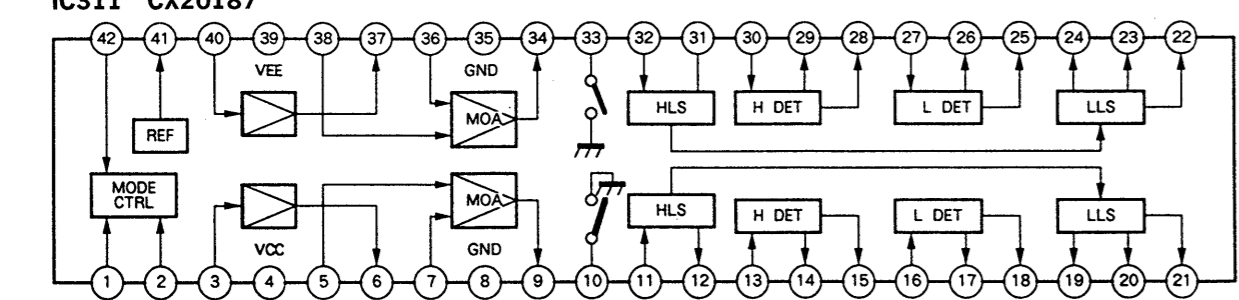 IC311 CX20187
42 41 40 39 38 37 36 35 34 33 32 31 30 29 28 27 26 25 24 23 22
VEE GND
HLS H DET L DET LLS
MOA
REF
MODE
CTRL
MOA
HLS H DET L DET LLS
VCC GND
1 2 3 4 5 6 7 8 9 10 11 12 13 14 15 16 17 18 19 20 21